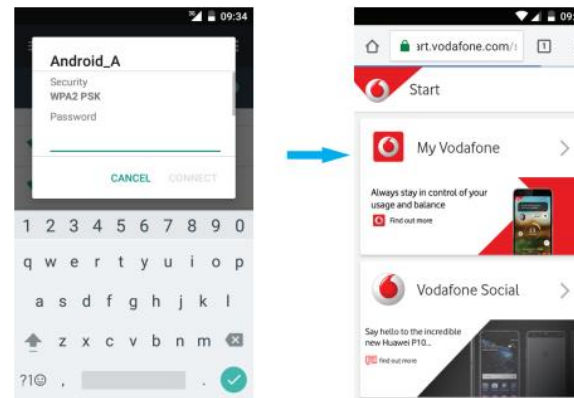 09:34
Android_A
Security
WPA2 PSK
Password
CANCEL CONNECT
1 2 3 4 5 6 7 8 9 0
q w e r t y u i o p
a s d f g h j k l
z x c v b n m
?1☺ , .
09:
art.vodafone.com/s 1
Start
My Vodafone
Always stay in control of your
usage and balance
Find out more
Vodafone Social
Say hello to the incredible
new Huawei P10...
Find out more